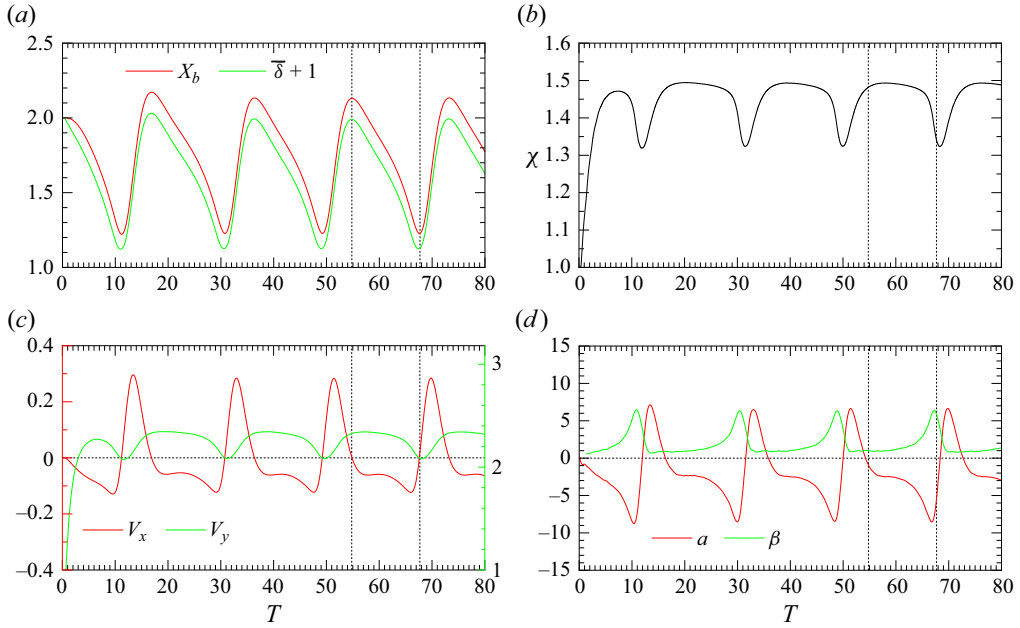 (a)
2.5
2.0
1.5
1.0
X_b
δ̅ + 1
0 10 20 30 40 50 60 70 80
(b)
1.6
1.5
1.4
χ
1.3
1.2
1.1
1.0
0 10 20 30 40 50 60 70 80
(c)
0.4
0.2
0
−0.2
−0.4
3
2
1
V_x
V_y
0 10 20 30 40 50 60 70 80
T
(d)
15
10
5
0
−5
−10
−15
a
β
0 10 20 30 40 50 60 70 80
T